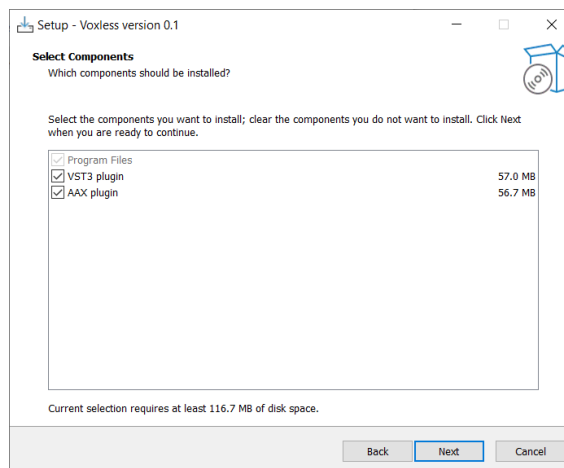 Setup - Voxless version 0.1
Select Components
Which components should be installed?
Select the components you want to install; clear the components you do not want to install. Click Next
when you are ready to continue.
Program Files
VST3 plugin 57.0 MB
AAX plugin 56.7 MB
Current selection requires at least 116.7 MB of disk space.
Back Next Cancel